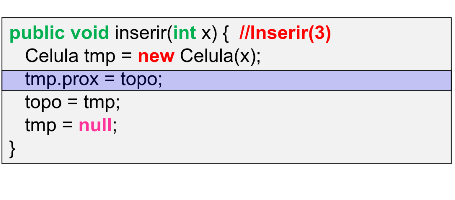 public void inserir(int x) { //Inserir(3)
Celula tmp = new Celula(x);
tmp.prox = topo;
topo = tmp;
tmp = null;
}